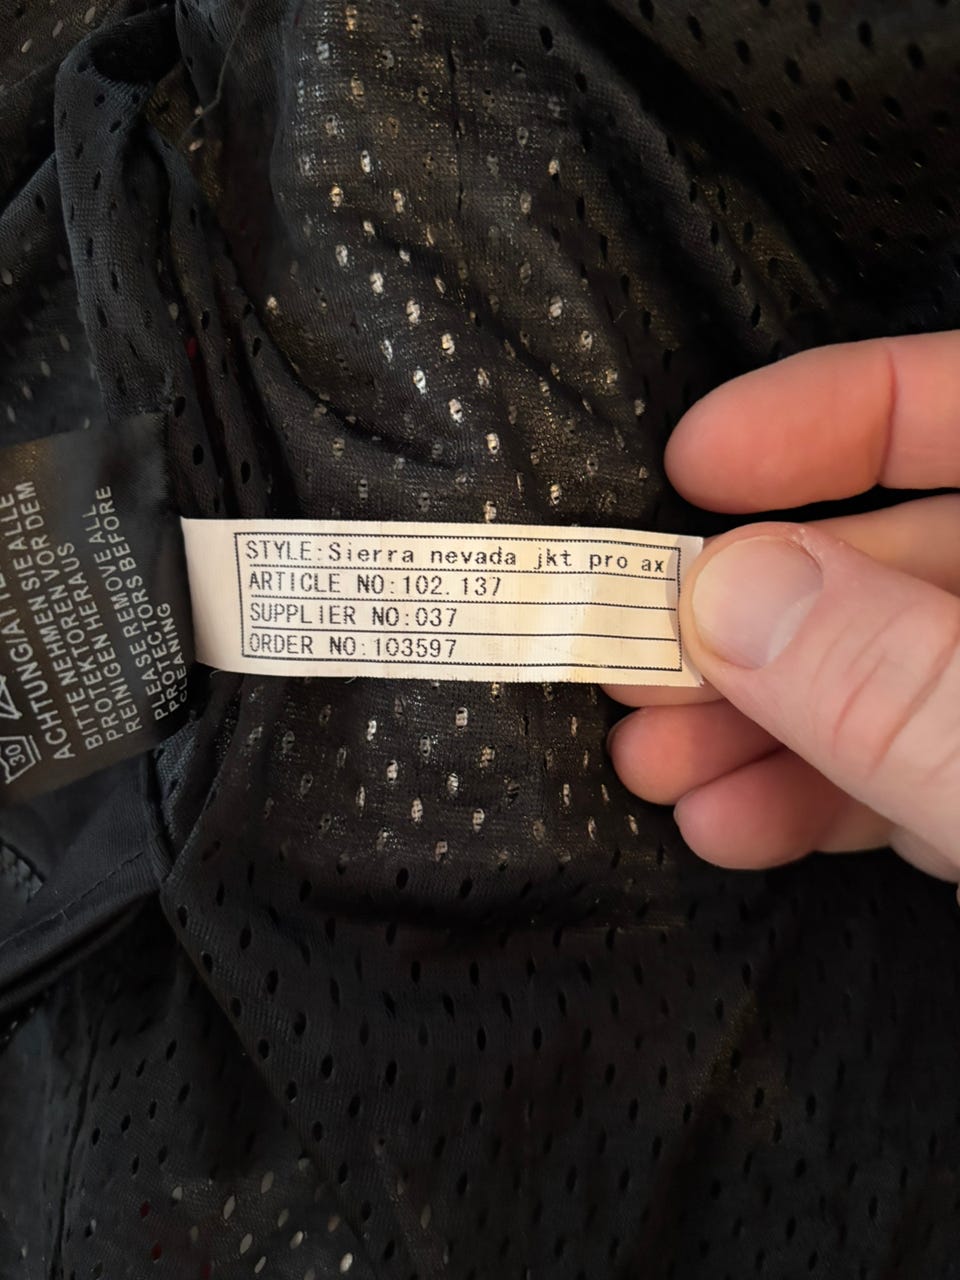 STYLE:Sierra nevada jkt pro ax
ARTICLE NO:102.137
SUPPLIER NO:037
ORDER NO:103597
30
ACHTUNG!
SIE ALLE
BITTE NEHMEN SIE VOR DEM
PROTEKTOREN HERAUS
REINIGEN
PLEASE REMOVE ALL
PROTECTORS BEFORE
CLEANING